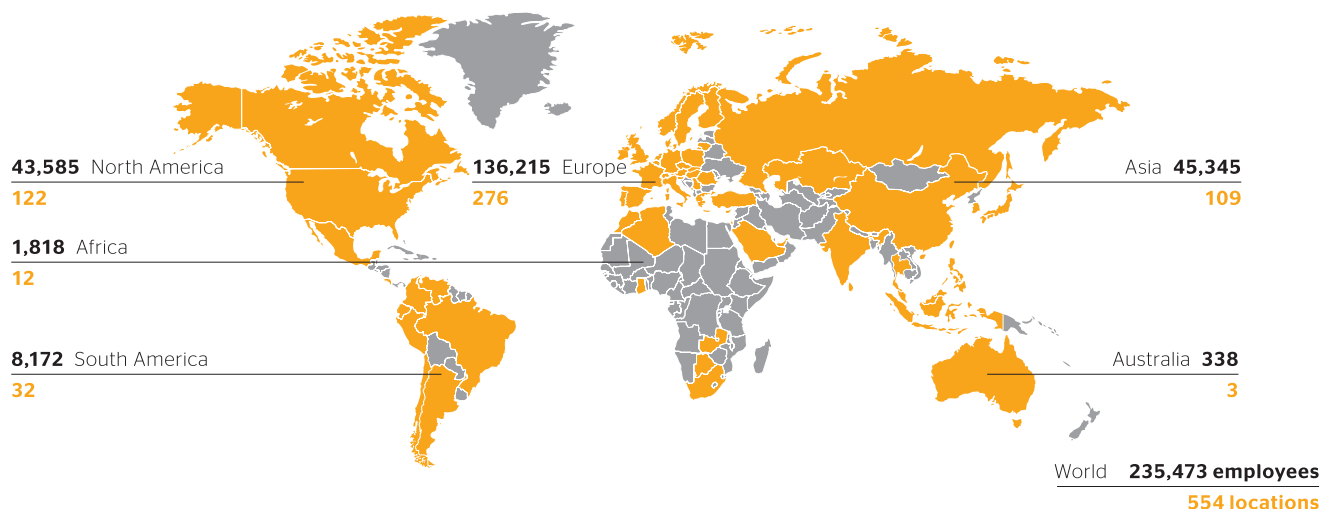 43,585 North America
122
136,215 Europe
276
Asia 45,345
109
1,818 Africa
12
8,172 South America
32
Australia 338
3
World 235,473 employees
554 locations